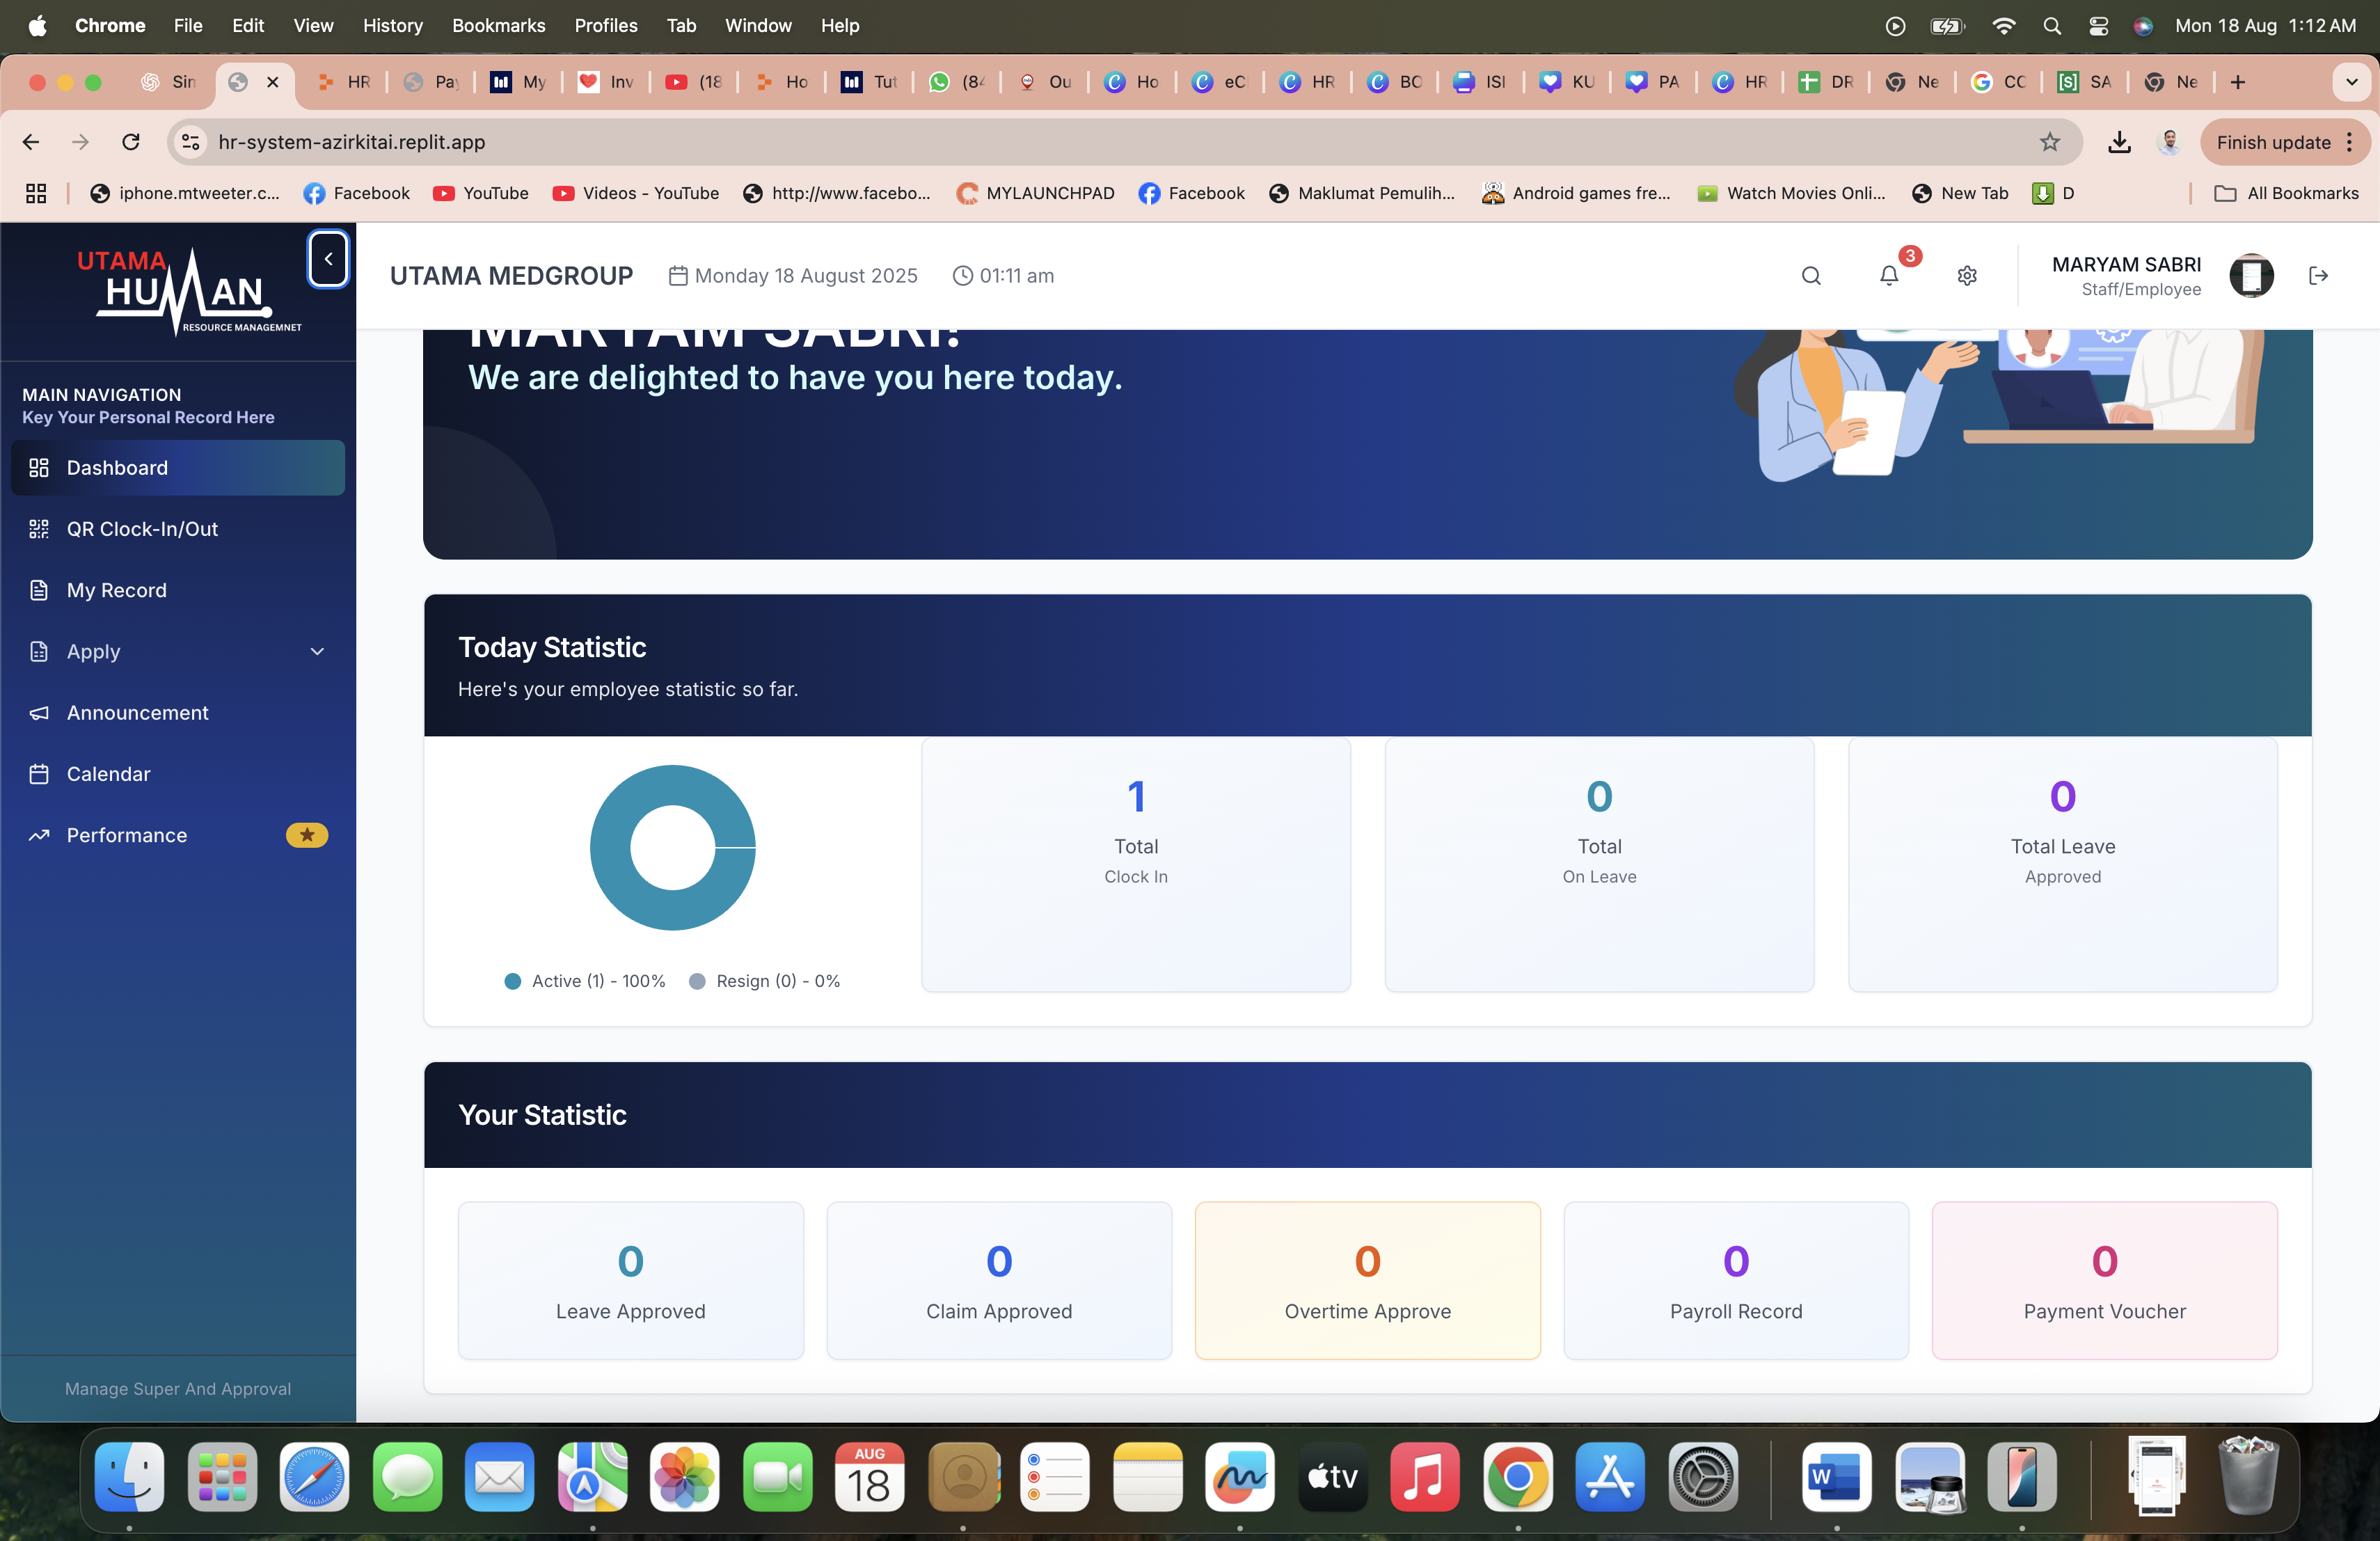 Chrome File Edit View History Bookmarks Profiles Tab Window Help Mon 18 Aug 1:12 AM
Sin HR Pay My Inv (18 Ho Tut (84 Ou Ho eC HR BC ISI KU PA HR DR Ne CC SA Ne
hr-system-azirkitai.replit.app Finish update
iphone.mtweeter.c... Facebook YouTube Videos - YouTube http://www.facebo... MYLAUNCHPAD Facebook Maklumat Pemulih... Android games fre... Watch Movies Onli... New Tab D All Bookmarks
UTAMA
HUMAN
RESOURCE MANAGEMNET
UTAMA MEDGROUP Monday 18 August 2025 01:11 am 3 MARYAM SABRI
Staff/Employee
MAIN NAVIGATION
Key Your Personal Record Here
Dashboard
QR Clock-In/Out
My Record
Apply
Announcement
Calendar
Performance
Manage Super And Approval
MARYAM SABRI!
We are delighted to have you here today.
Today Statistic
Here's your employee statistic so far.
Active (1) - 100% Resign (0) - 0%
1
Total
Clock In
0
Total
On Leave
0
Total Leave
Approved
Your Statistic
0
Leave Approved
0
Claim Approved
0
Overtime Approve
0
Payroll Record
0
Payment Voucher
AUG
18
tv
W